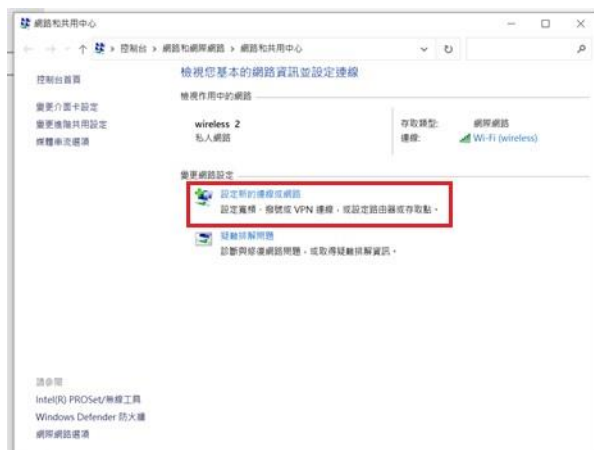 網路和共用中心
控制台 › 網路和網際網路 › 網路和共用中心
控制台首頁
變更介面卡設定
變更進階共用設定
媒體串流選項
檢視您基本的網路資訊並設定連線
檢視作用中的網路
wireless 2
私人網路
存取類型: 網際網路
連線: Wi-Fi (wireless)
變更網路設定
設定新的連線或網路
設定寬頻、撥號或 VPN 連線,或設定路由器或存取點。
疑難排解問題
診斷與修復網路問題,或取得疑難排解資訊。
請參閱
Intel(R) PROSet/無線工具
Windows Defender 防火牆
網際網路選項